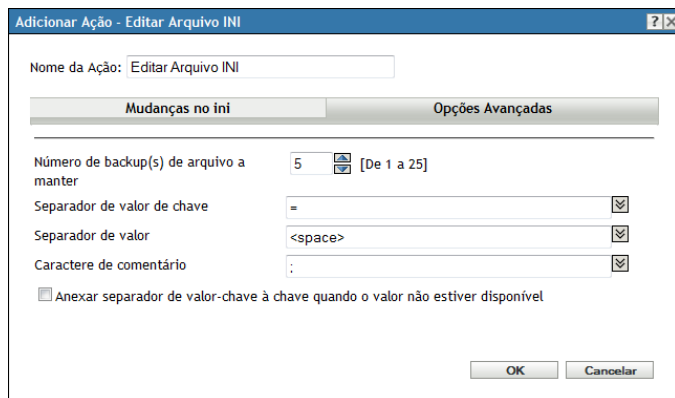 Adicionar Ação - Editar Arquivo INI
Nome da Ação: Editar Arquivo INI
Mudanças no ini Opções Avançadas
Número de backup(s) de arquivo a manter 5 [De 1 a 25]
Separador de valor de chave =
Separador de valor <space>
Caractere de comentário ;
Anexar separador de valor-chave à chave quando o valor não estiver disponível
OK Cancelar